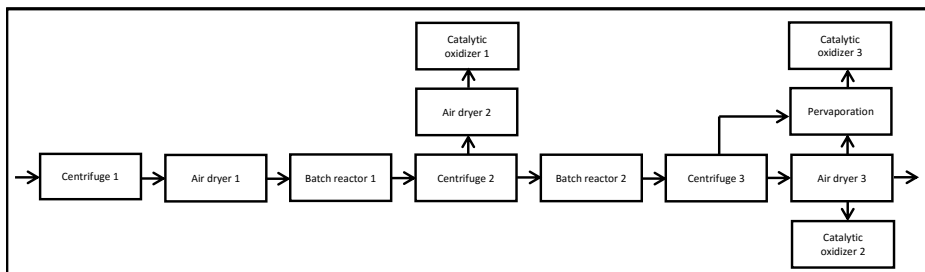 Catalytic
oxidizer 1
Catalytic
oxidizer 3
Air dryer 2
Pervaporation
Centrifuge 1
Air dryer 1
Batch reactor 1
Centrifuge 2
Batch reactor 2
Centrifuge 3
Air dryer 3
Catalytic
oxidizer 2